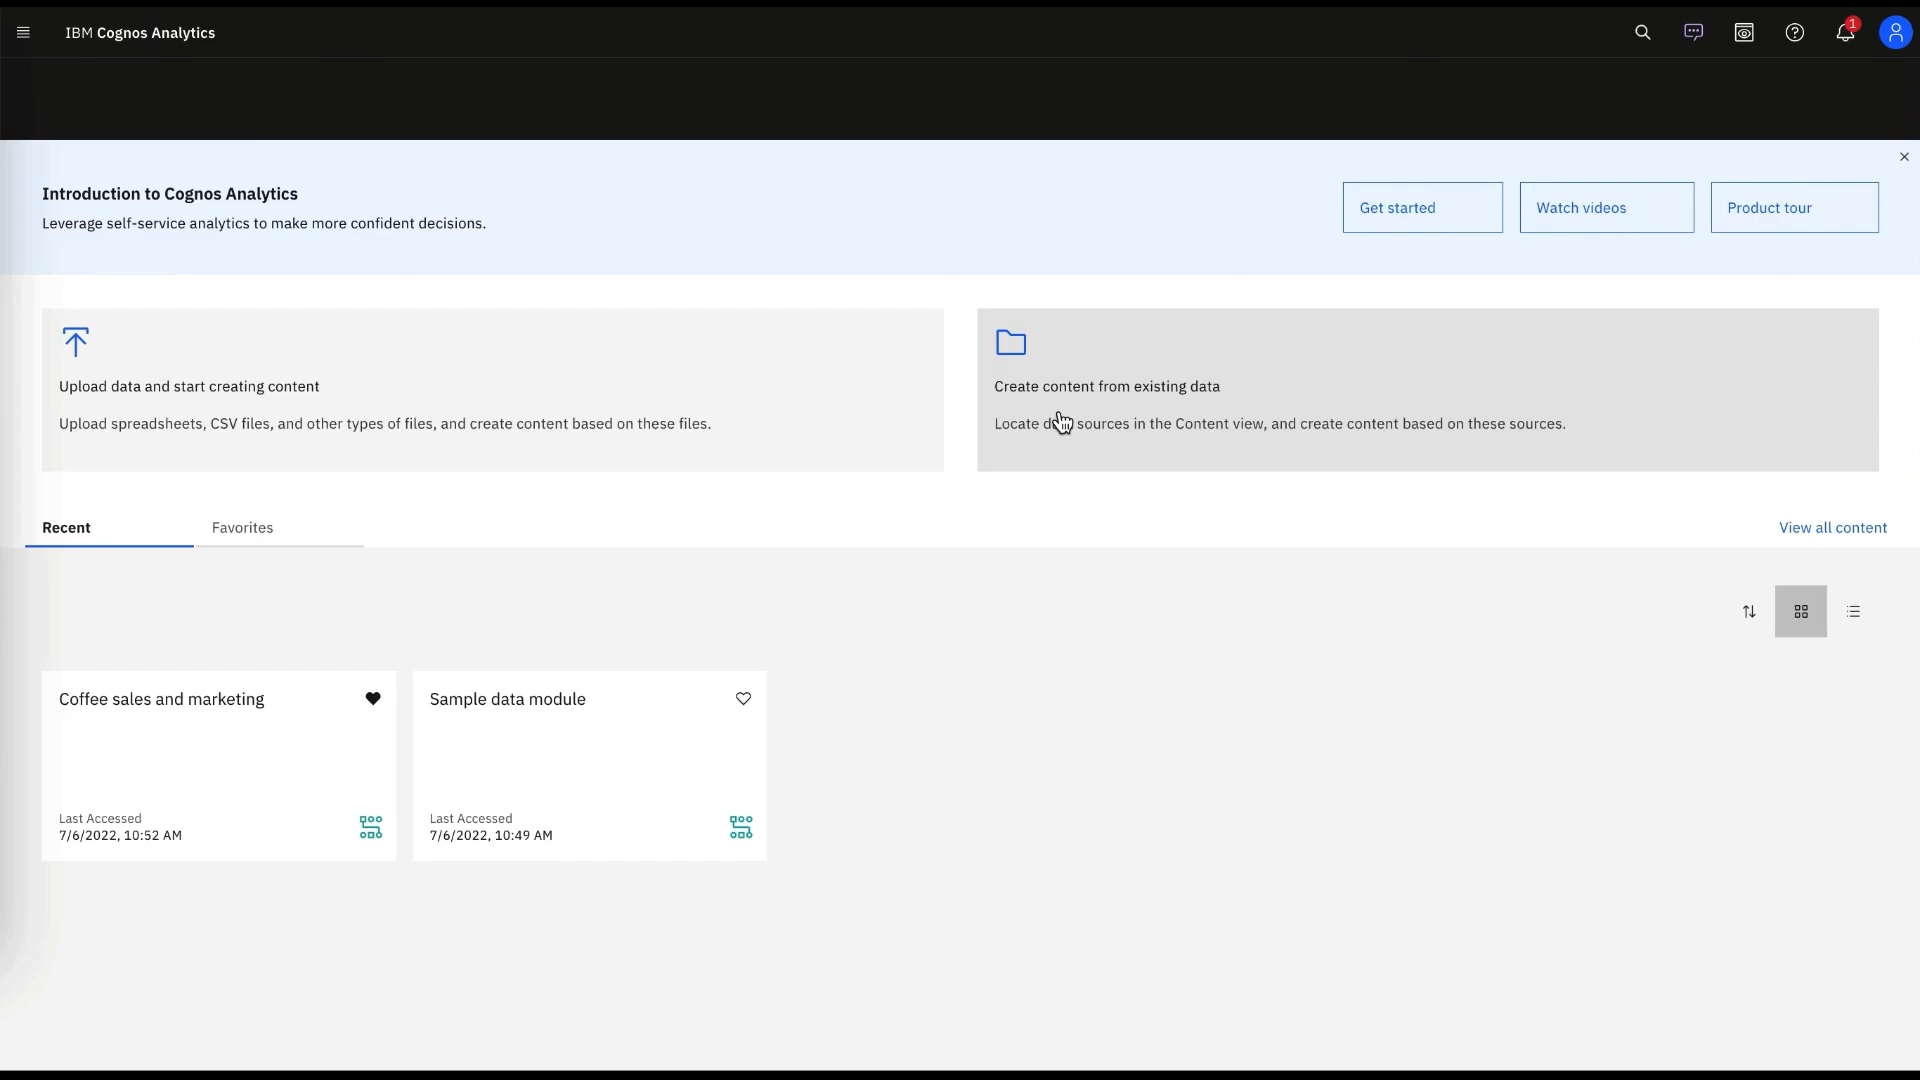 IBM Cognos Analytics
1
Introduction to Cognos Analytics
Leverage self-service analytics to make more confident decisions.
Get started
Watch videos
Product tour
Upload data and start creating content
Upload spreadsheets, CSV files, and other types of files, and create content based on these files.
Create content from existing data
Locate d sources in the Content view, and create content based on these sources.
Recent
Favorites
View all content
Coffee sales and marketing
Last Accessed
7/6/2022, 10:52 AM
Sample data module
Last Accessed
7/6/2022, 10:49 AM